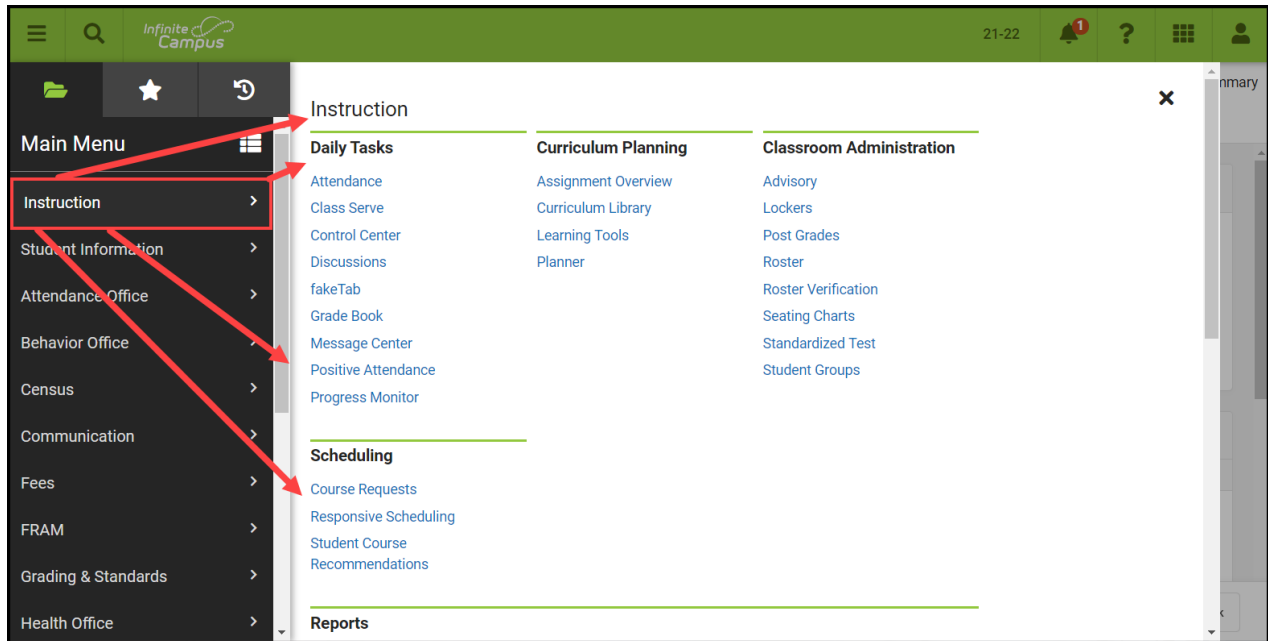 Infinite
Campus
21-22
1
?
mmary
Main Menu
Instruction
Student Information
Attendance Office
Behavior Office
Census
Communication
Fees
FRAM
Grading & Standards
Health Office
Instruction
Daily Tasks
Attendance
Class Serve
Control Center
Discussions
fakeTab
Grade Book
Message Center
Positive Attendance
Progress Monitor
Curriculum Planning
Assignment Overview
Curriculum Library
Learning Tools
Planner
Classroom Administration
Advisory
Lockers
Post Grades
Roster
Roster Verification
Seating Charts
Standardized Test
Student Groups
Scheduling
Course Requests
Responsive Scheduling
Student Course
Recommendations
Reports
k